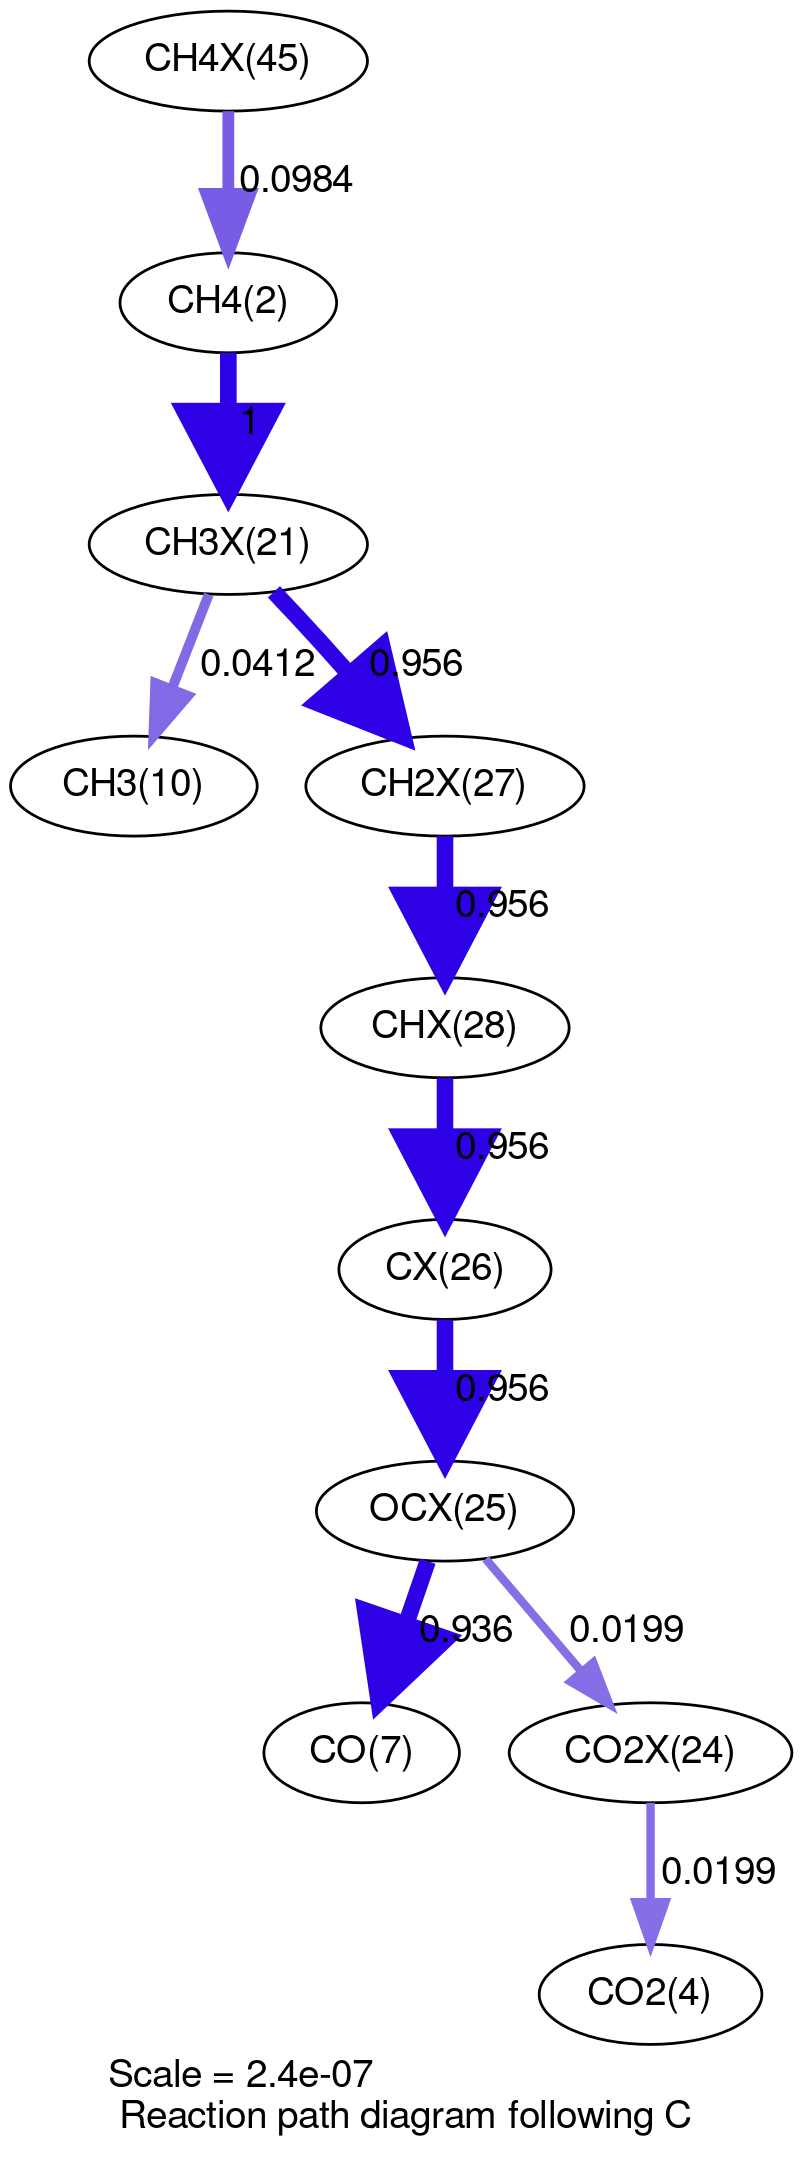 CH4X(45)
0.0984
CH4(2)
1
CH3X(21)
0.0412
0.956
CH3(10)
CH2X(27)
0.956
CHX(28)
0.956
CX(26)
0.956
OCX(25)
0.936
0.0199
CO(7)
CO2X(24)
0.0199
CO2(4)
Scale = 2.4e-07
Reaction path diagram following C